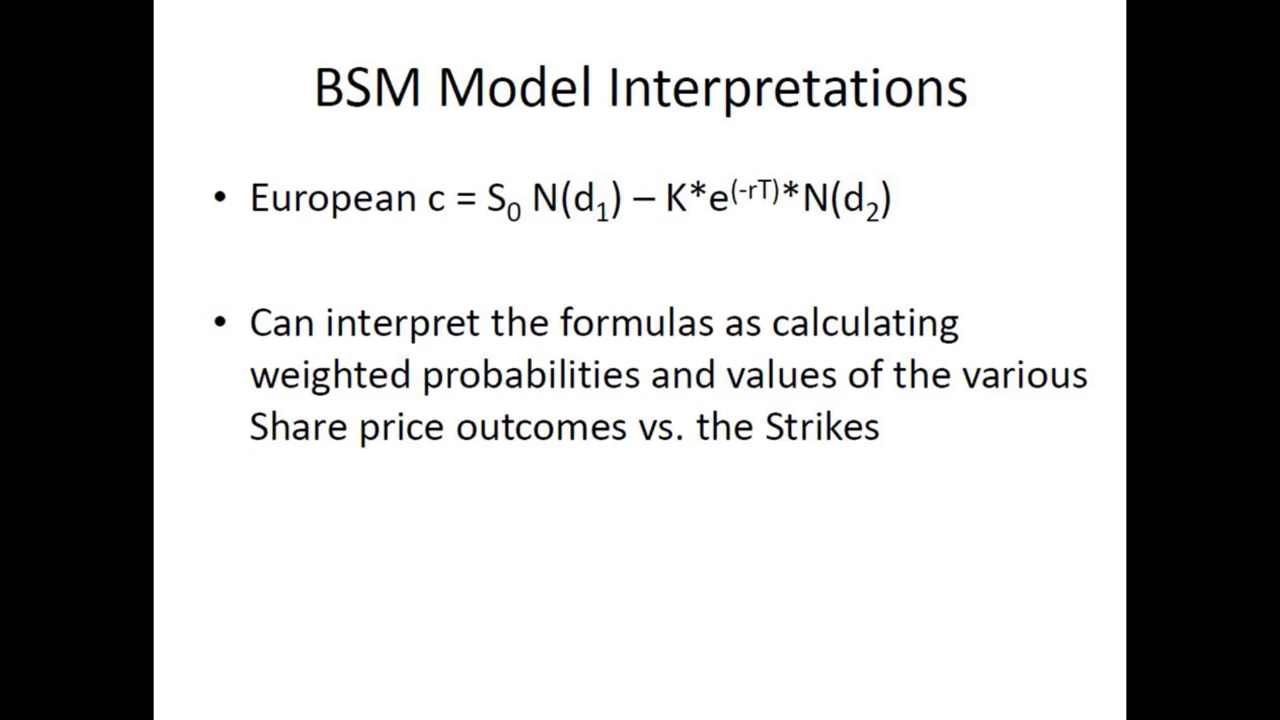 BSM Model Interpretations
• European c = S₀ N(d₁) – K*e^(-rT)*N(d₂)
• Can interpret the formulas as calculating
weighted probabilities and values of the various
Share price outcomes vs. the Strikes